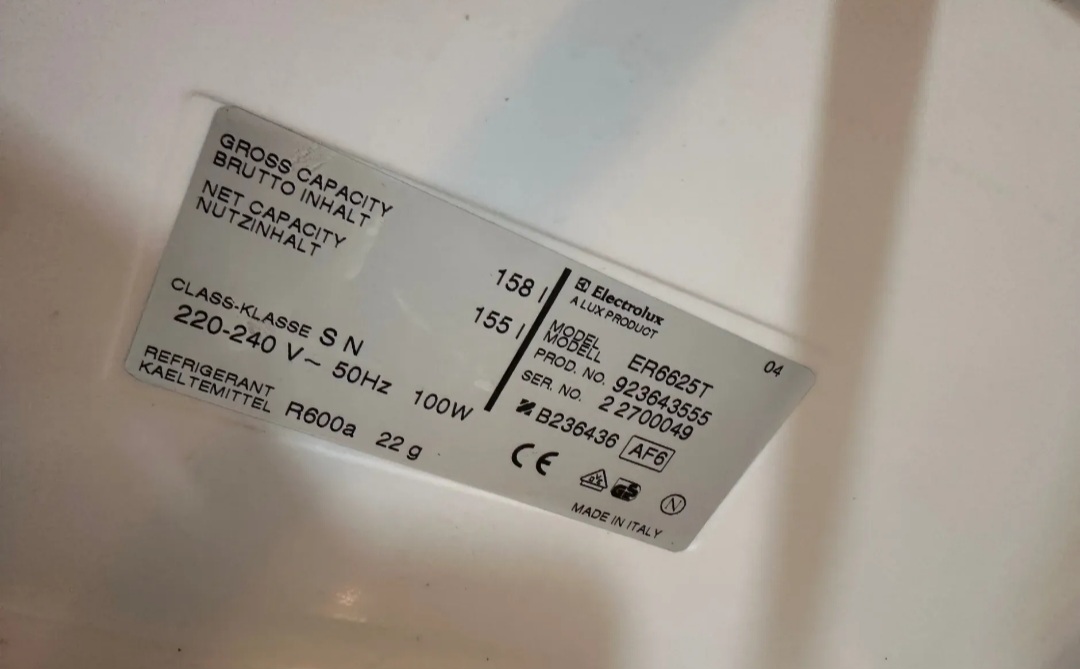 GROSS CAPACITY
BRUTTO INHALT
158 l
NET CAPACITY
NUTZINHALT
155 l
CLASS-KLASSE S N
220-240 V~ 50Hz 100W
REFRIGERANT
KAELTEMITTEL R600a 22 g
Electrolux
A LUX PRODUCT
04
MODEL
MODELL ER6625T
PROD. NO. 923643555
SER. NO. 2 2700049
B236436 AF6
CE
OVE GS N
MADE IN ITALY